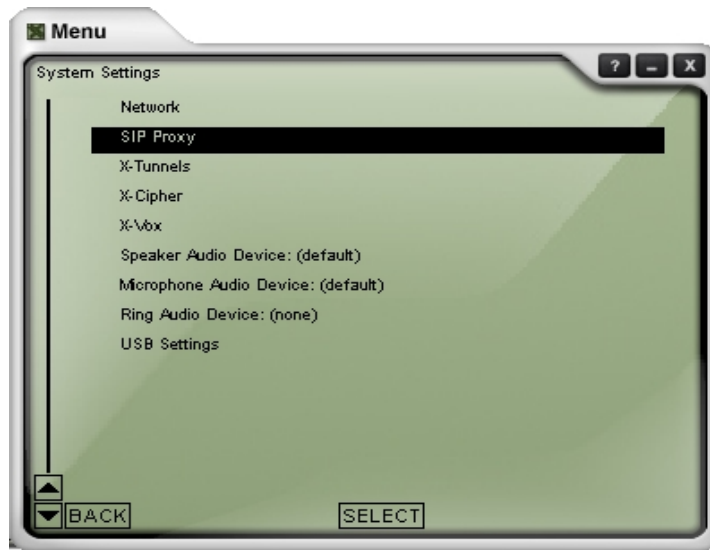 Menu
System Settings
? – X
Network
SIP Proxy
X-Tunnels
X-Cipher
X-Vox
Speaker Audio Device: (default)
Microphone Audio Device: (default)
Ring Audio Device: (none)
USB Settings
BACK SELECT